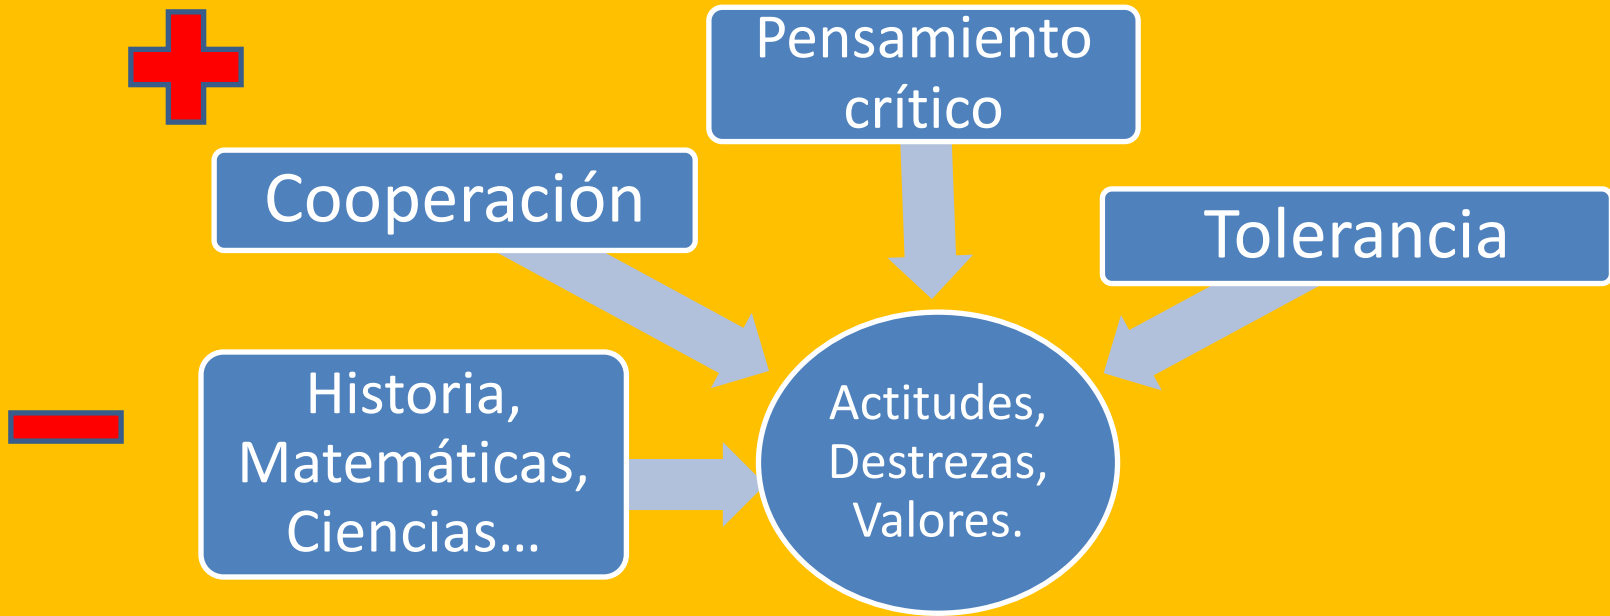 Pensamiento
crítico
Cooperación
Tolerancia
Historia,
Matemáticas,
Ciencias...
Actitudes,
Destrezas,
Valores.